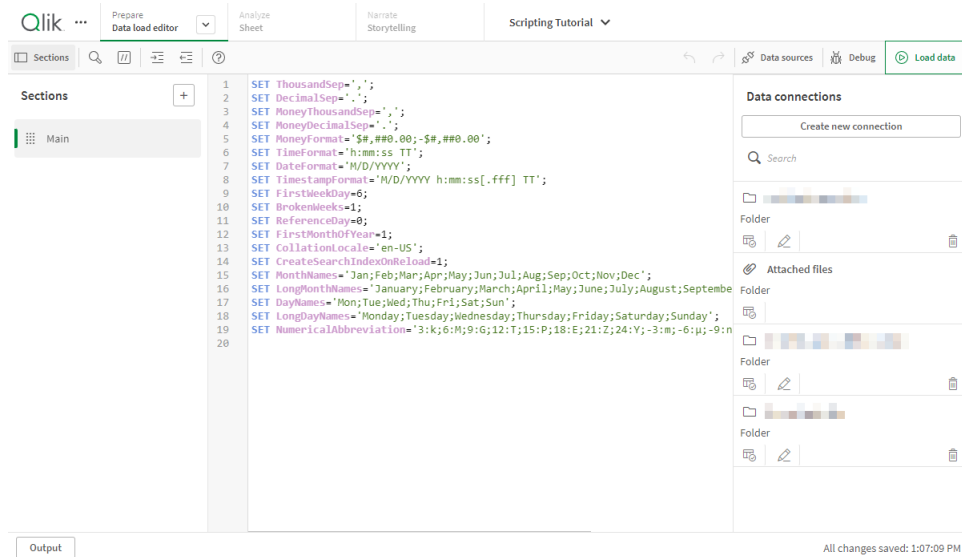 Qlik
Prepare
Data load editor
Analyze
Sheet
Narrate
Storytelling
Scripting Tutorial
Sections
//
?
Data sources
Debug
Load data
Sections
+
Main
1 SET ThousandSep=',';
2 SET DecimalSep='.';
3 SET MoneyThousandSep=',';
4 SET MoneyDecimalSep='.';
5 SET MoneyFormat='$#,##0.00;-$#,##0.00';
6 SET TimeFormat='h:mm:ss TT';
7 SET DateFormat='M/D/YYYY';
8 SET TimestampFormat='M/D/YYYY h:mm:ss[.fff] TT';
9 SET FirstWeekDay=6;
10 SET BrokenWeeks=1;
11 SET ReferenceDay=0;
12 SET FirstMonthOfYear=1;
13 SET CollationLocale='en-US';
14 SET CreateSearchIndexOnReload=1;
15 SET MonthNames='Jan;Feb;Mar;Apr;May;Jun;Jul;Aug;Sep;Oct;Nov;Dec';
16 SET LongMonthNames='January;February;March;April;May;June;July;August;Septembe
17 SET DayNames='Mon;Tue;Wed;Thu;Fri;Sat;Sun';
18 SET LongDayNames='Monday;Tuesday;Wednesday;Thursday;Friday;Saturday;Sunday';
19 SET NumericalAbbreviation='3:k;6:M;9:G;12:T;15:P;18:E;21:Z;24:Y;-3:m;-6:μ;-9:n
20
Data connections
Create new connection
Search
Folder
Attached files
Folder
Folder
Folder
Output
All changes saved: 1:07:09 PM